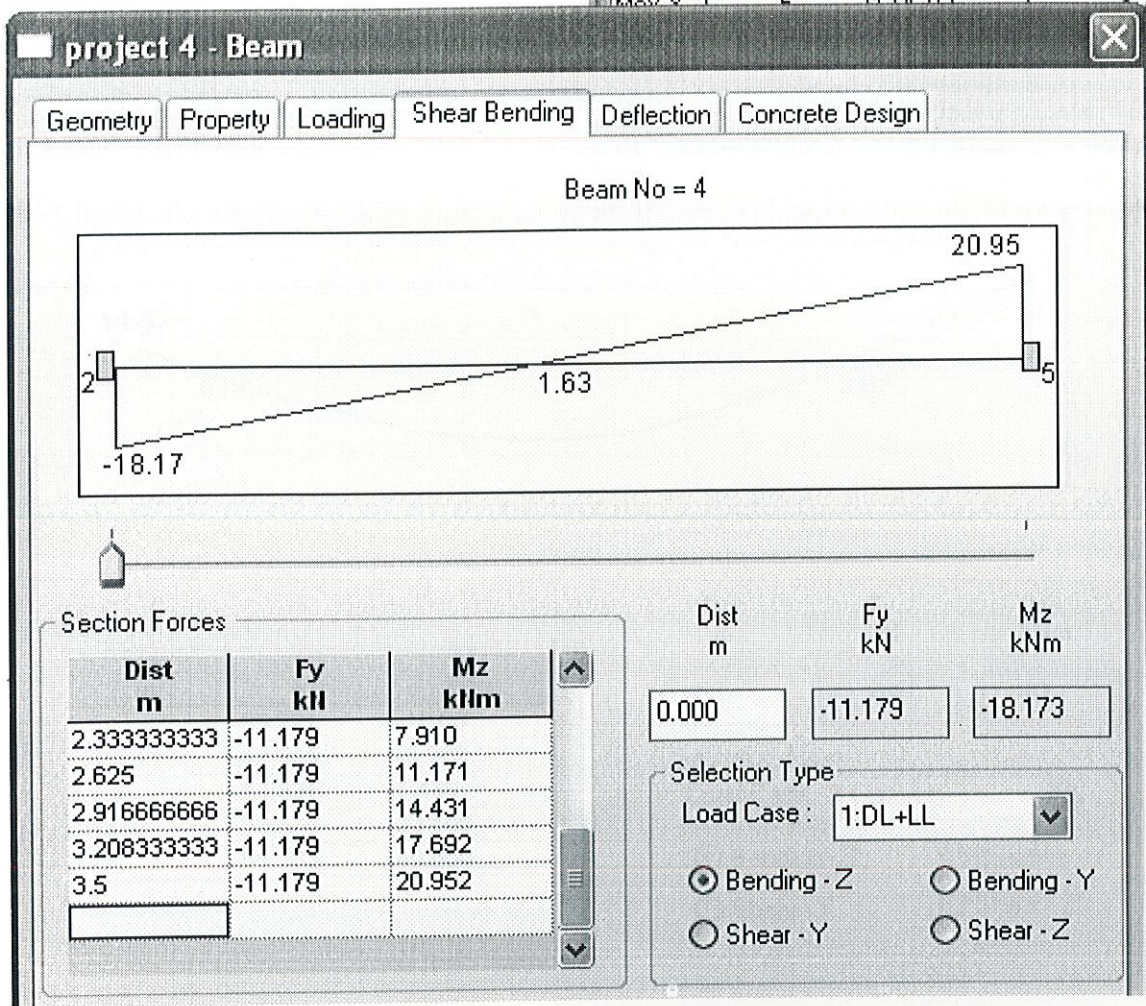 project 4 - Beam
Geometry Property Loading Shear Bending Deflection Concrete Design
Beam No = 4
20.95
2 1.63 5
-18.17
Section Forces
Dist m Fy kN Mz kNm
2.333333333 -11.179 7.910
2.625 -11.179 11.171
2.916666666 -11.179 14.431
3.208333333 -11.179 17.692
3.5 -11.179 20.952
Dist Fy Mz
m kN kNm
0.000 -11.179 -18.173
Selection Type
Load Case : 1:DL+LL
Bending - Z Bending - Y
Shear - Y Shear - Z